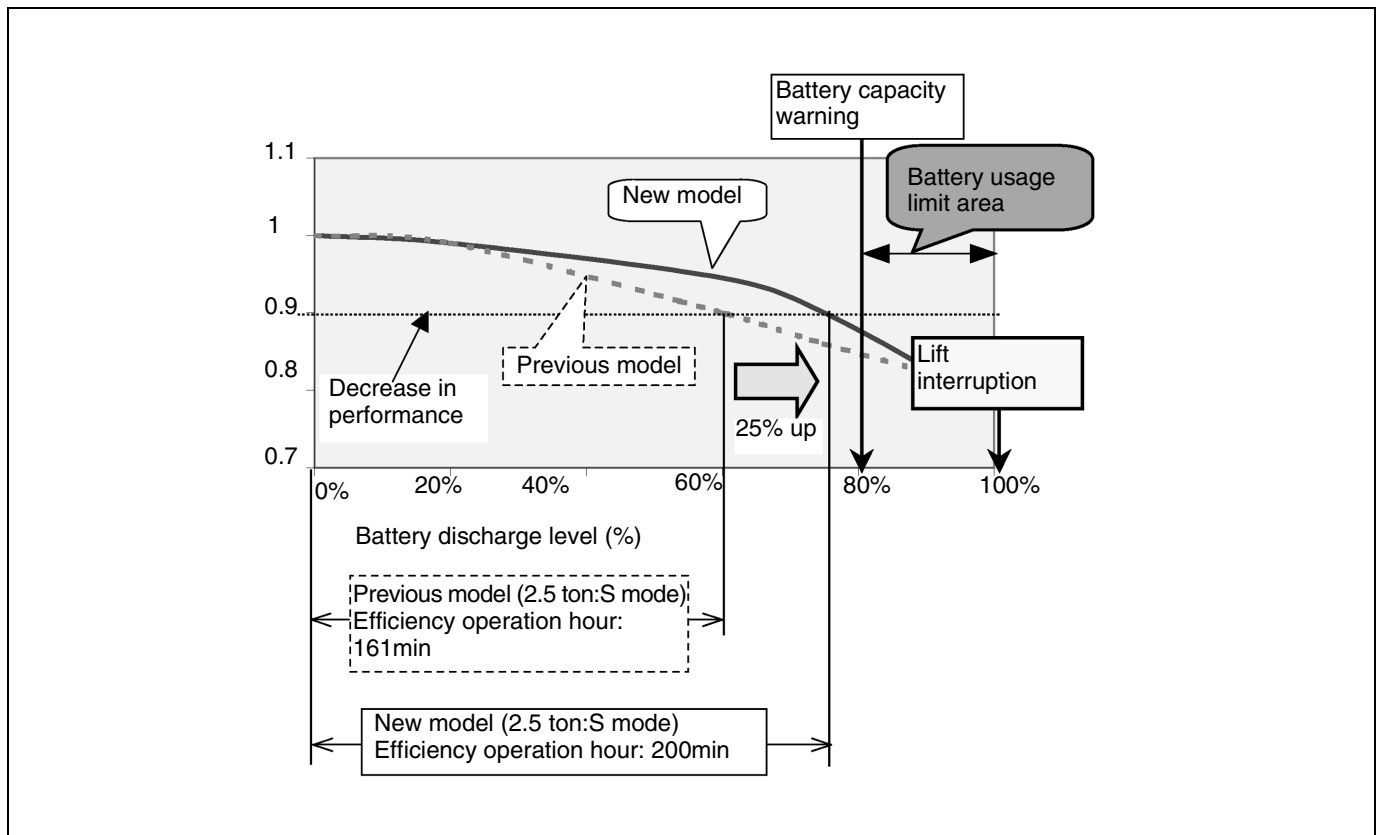 Battery capacity
warning
1.1
Battery usage
limit area
New model
1
0.9
Previous model
Lift
interruption
0.8
Decrease in
performance
25% up
0.7
0%
20%
40%
60%
80%
100%
Battery discharge level (%)
Previous model (2.5 ton:S mode)
Efficiency operation hour:
161min
New model (2.5 ton:S mode)
Efficiency operation hour: 200min